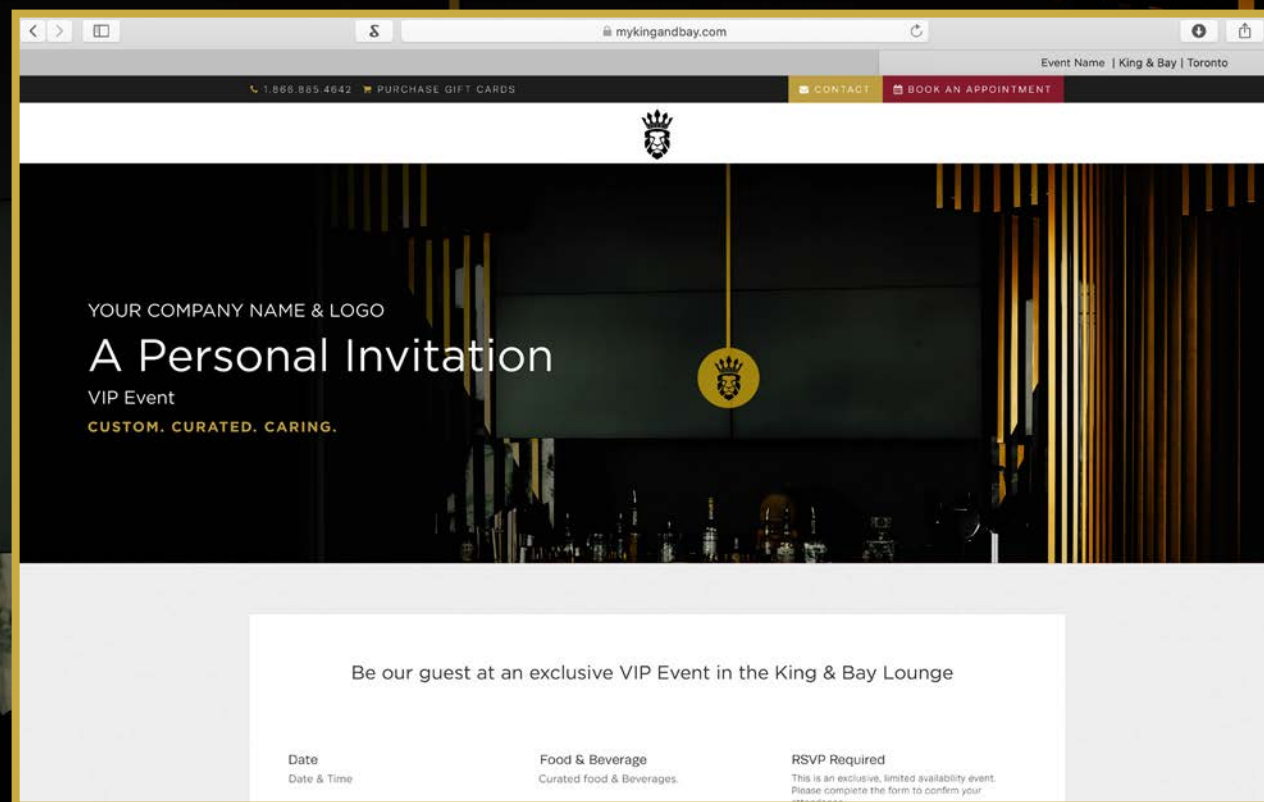 mykingandbay.com
Event Name | King & Bay | Toronto
1.866.885.4642 PURCHASE GIFT CARDS CONTACT BOOK AN APPOINTMENT
YOUR COMPANY NAME & LOGO
A Personal Invitation
VIP Event
CUSTOM. CURATED. CARING.
Be our guest at an exclusive VIP Event in the King & Bay Lounge
Date
Date & Time
Food & Beverage
Curated food & Beverages.
RSVP Required
This is an exclusive, limited availability event.
Please complete the form to confirm your